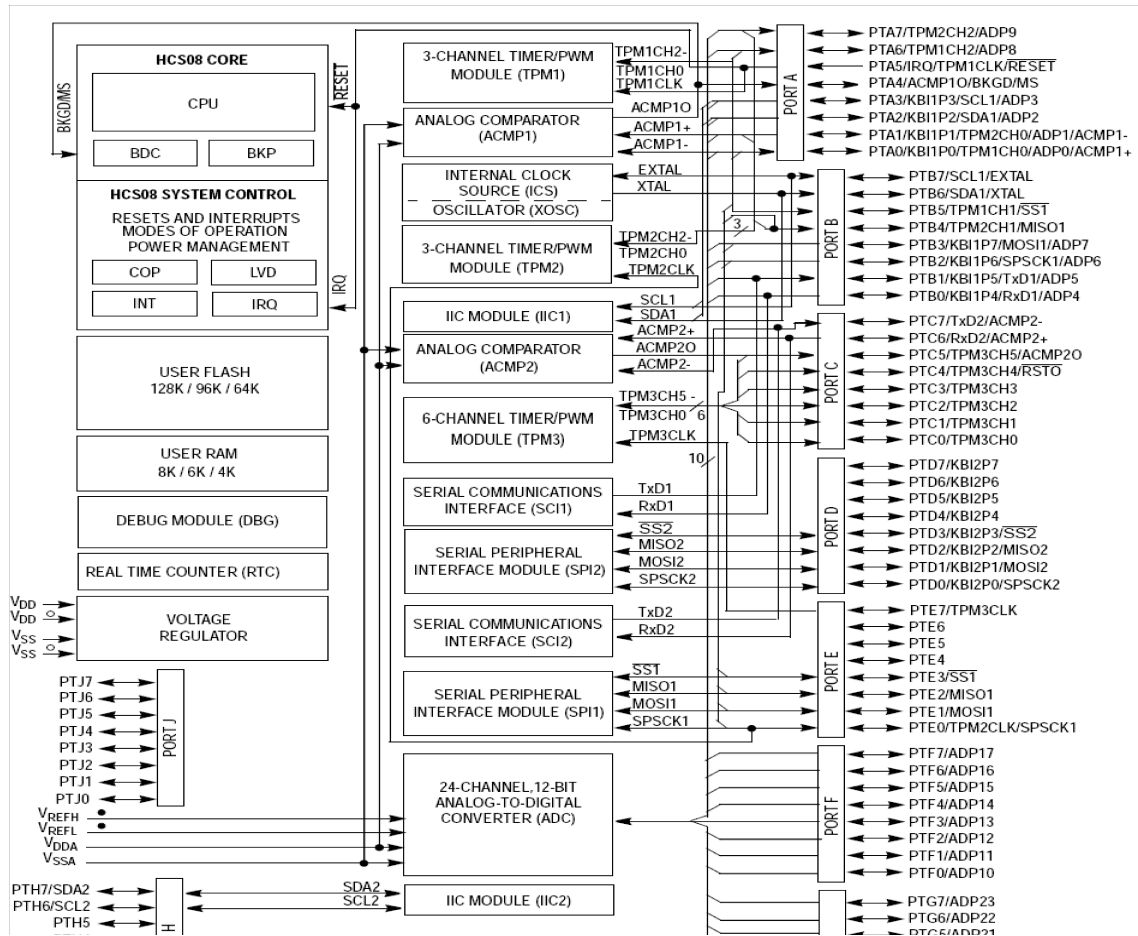 HCS08 CORE
CPU
BDC
BKP
BKGD/MS
RESET
HCS08 SYSTEM CONTROL
RESETS AND INTERRUPTS
MODES OF OPERATION
POWER MANAGEMENT
COP
LVD
INT
IRQ
IRQ
USER FLASH
128K / 96K / 64K
USER RAM
8K / 6K / 4K
DEBUG MODULE (DBG)
REAL TIME COUNTER (RTC)
VDD
VDD
VSS
VSS
VOLTAGE
REGULATOR
PTJ7
PTJ6
PTJ5
PTJ4
PTJ3
PTJ2
PTJ1
PTJ0
PORT J
VREFH
VREFL
VDDA
VSSA
PTH7/SDA2
PTH6/SCL2
PTH5
H
SDA2
SCL2
3-CHANNEL TIMER/PWM
MODULE (TPM1)
TPM1CH2-
TPM1CH0
TPM1CLK
ANALOG COMPARATOR
(ACMP1)
ACMP1O
ACMP1+
ACMP1-
INTERNAL CLOCK
SOURCE (ICS)
OSCILLATOR (XOSC)
EXTAL
XTAL
3-CHANNEL TIMER/PWM
MODULE (TPM2)
TPM2CH2-
TPM2CH0
TPM2CLK
3
IIC MODULE (IIC1)
SCL1
SDA1
ANALOG COMPARATOR
(ACMP2)
ACMP2+
ACMP2O
ACMP2-
6-CHANNEL TIMER/PWM
MODULE (TPM3)
TPM3CH5 -
TPM3CH0
6
TPM3CLK
10
SERIAL COMMUNICATIONS
INTERFACE (SCI1)
TxD1
RxD1
SERIAL PERIPHERAL
INTERFACE MODULE (SPI2)
SS2
MISO2
MOSI2
SPSCK2
SERIAL COMMUNICATIONS
INTERFACE (SCI2)
TxD2
RxD2
SERIAL PERIPHERAL
INTERFACE MODULE (SPI1)
SS1
MISO1
MOSI1
SPSCK1
24-CHANNEL,12-BIT
ANALOG-TO-DIGITAL
CONVERTER (ADC)
IIC MODULE (IIC2)
PORT A
PTA7/TPM2CH2/ADP9
PTA6/TPM1CH2/ADP8
PTA5/IRQ/TPM1CLK/RESET
PTA4/ACMP1O/BKGD/MS
PTA3/KBI1P3/SCL1/ADP3
PTA2/KBI1P2/SDA1/ADP2
PTA1/KBI1P1/TPM2CH0/ADP1/ACMP1-
PTA0/KBI1P0/TPM1CH0/ADP0/ACMP1+
PORT B
PTB7/SCL1/EXTAL
PTB6/SDA1/XTAL
PTB5/TPM1CH1/SS1
PTB4/TPM2CH1/MISO1
PTB3/KBI1P7/MOSI1/ADP7
PTB2/KBI1P6/SPSCK1/ADP6
PTB1/KBI1P5/TxD1/ADP5
PTB0/KBI1P4/RxD1/ADP4
PORT C
PTC7/TxD2/ACMP2-
PTC6/RxD2/ACMP2+
PTC5/TPM3CH5/ACMP2O
PTC4/TPM3CH4/RSTO
PTC3/TPM3CH3
PTC2/TPM3CH2
PTC1/TPM3CH1
PTC0/TPM3CH0
PORT D
PTD7/KBI2P7
PTD6/KBI2P6
PTD5/KBI2P5
PTD4/KBI2P4
PTD3/KBI2P3/SS2
PTD2/KBI2P2/MISO2
PTD1/KBI2P1/MOSI2
PTD0/KBI2P0/SPSCK2
PORT E
PTE7/TPM3CLK
PTE6
PTE5
PTE4
PTE3/SS1
PTE2/MISO1
PTE1/MOSI1
PTE0/TPM2CLK/SPSCK1
PORT F
PTF7/ADP17
PTF6/ADP16
PTF5/ADP15
PTF4/ADP14
PTF3/ADP13
PTF2/ADP12
PTF1/ADP11
PTF0/ADP10
PTG7/ADP23
PTG6/ADP22
PTG5/ADP21